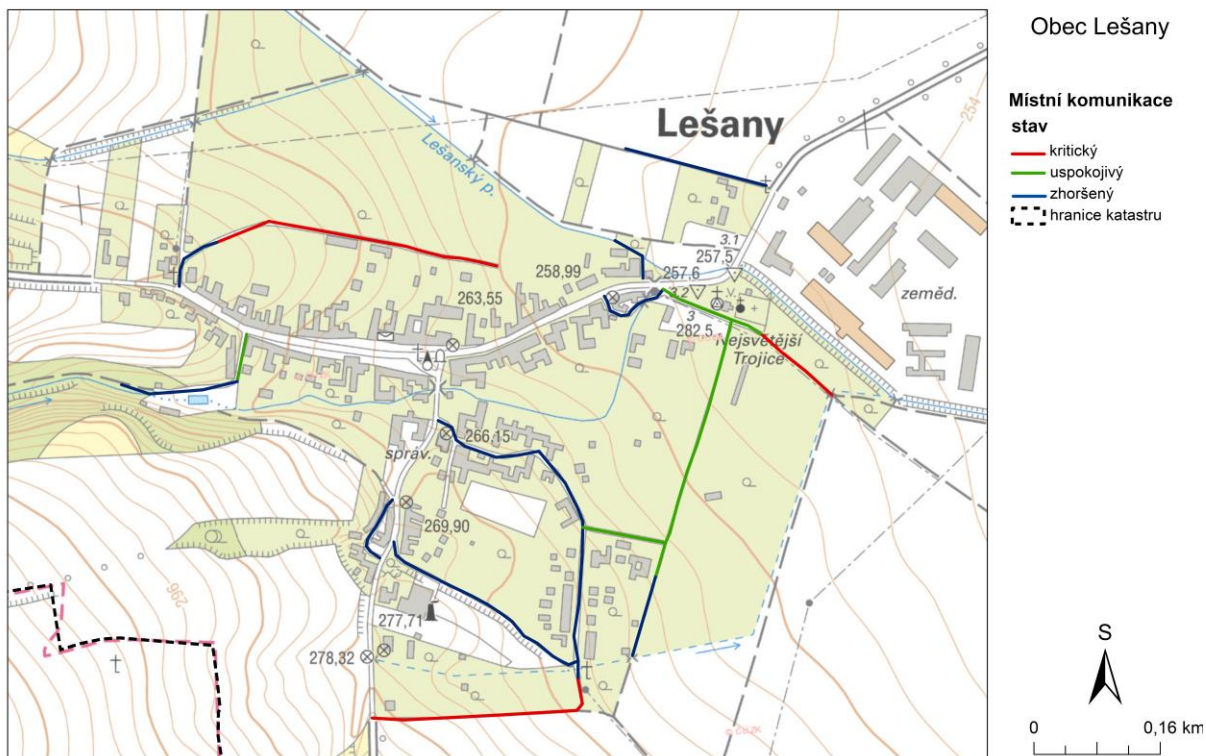 Obec Lešany
Místní komunikace
stav
kritický
uspokojivý
zhoršený
hranice katastru
S
0
0,16 km
Lešany
Lešanský p.
254
3.1
257,5
258,99
257,6
3.2
263,55
3
282,5
Nejsvětější
Trojice
zeměd.
266,15
správ.
269,90
296
277,71
278,32
© ČÚZK